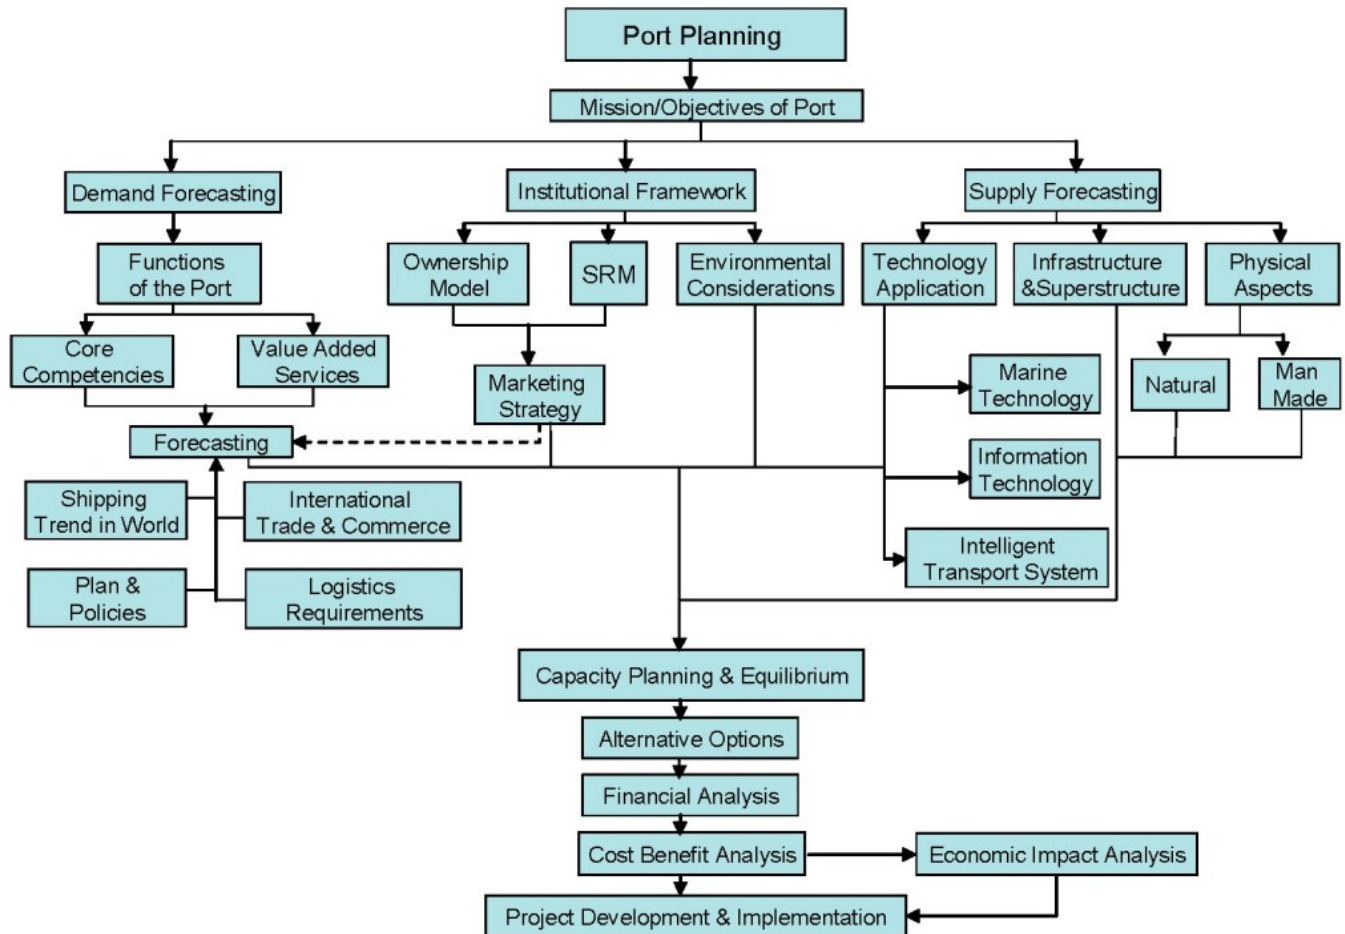 Port Planning
Mission/Objectives of Port
Demand Forecasting
Institutional Framework
Supply Forecasting
Functions
of the Port
Ownership
Model
SRM
Environmental
Considerations
Technology
Application
Infrastructure
&Superstructure
Physical
Aspects
Core
Competencies
Value Added
Services
Marketing
Strategy
Marine
Technology
Natural
Man
Made
Forecasting
Information
Technology
Shipping
Trend in World
International
Trade & Commerce
Intelligent
Transport System
Plan &
Policies
Logistics
Requirements
Capacity Planning & Equilibrium
Alternative Options
Financial Analysis
Cost Benefit Analysis
Economic Impact Analysis
Project Development & Implementation